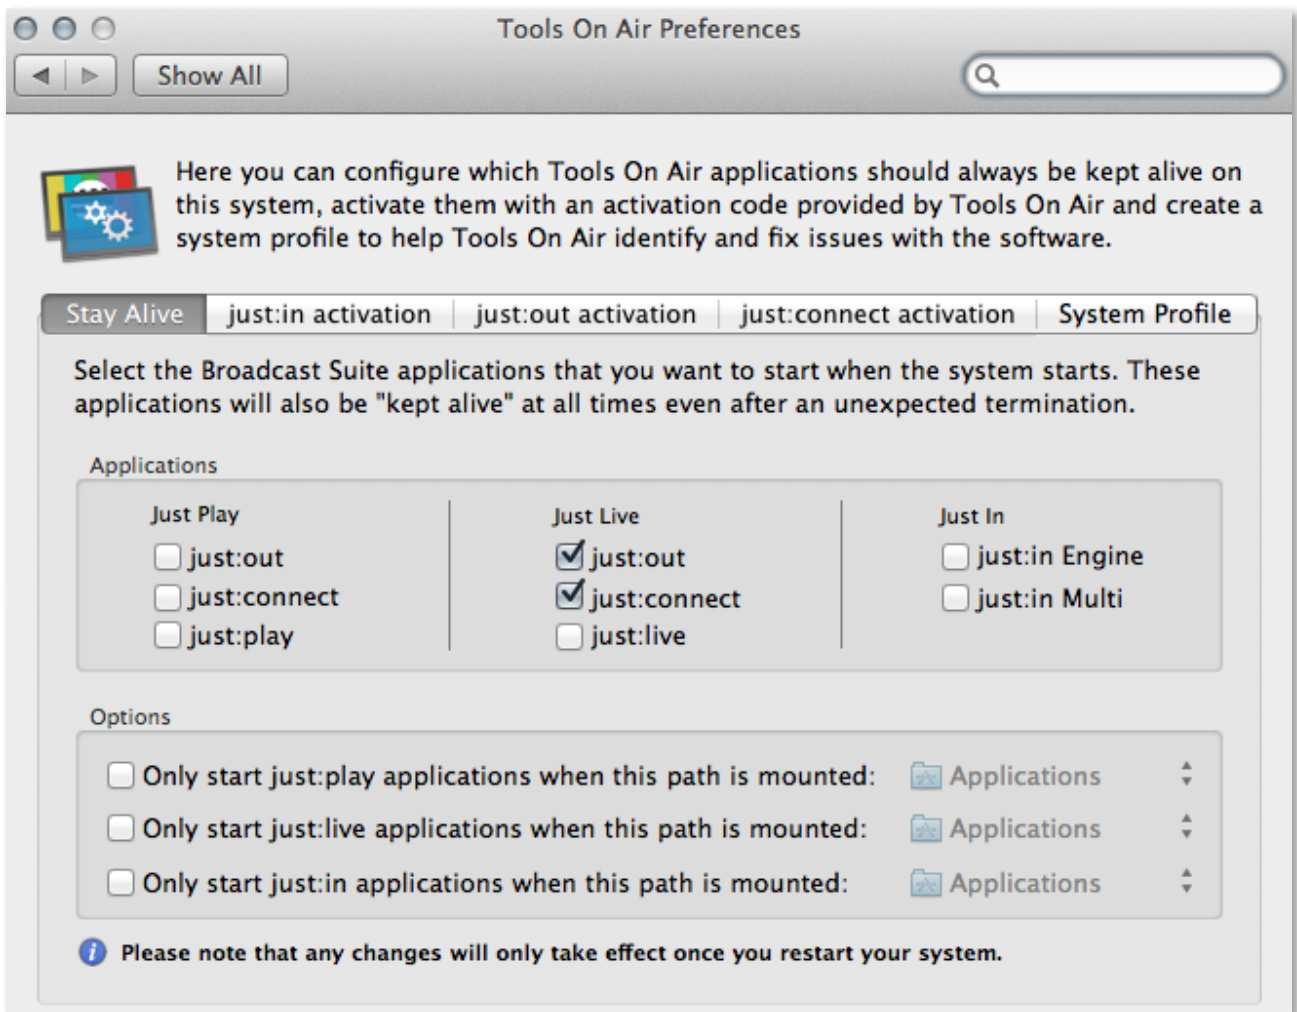 Tools On Air Preferences
Show All
Here you can configure which Tools On Air applications should always be kept alive on
this system, activate them with an activation code provided by Tools On Air and create a
system profile to help Tools On Air identify and fix issues with the software.
Stay Alive just:in activation just:out activation just:connect activation System Profile
Select the Broadcast Suite applications that you want to start when the system starts. These
applications will also be "kept alive" at all times even after an unexpected termination.
Applications
Just Play
just:out
just:connect
just:play
Just Live
just:out
just:connect
just:live
Just In
just:in Engine
just:in Multi
Options
Only start just:play applications when this path is mounted: Applications
Only start just:live applications when this path is mounted: Applications
Only start just:in applications when this path is mounted: Applications
Please note that any changes will only take effect once you restart your system.